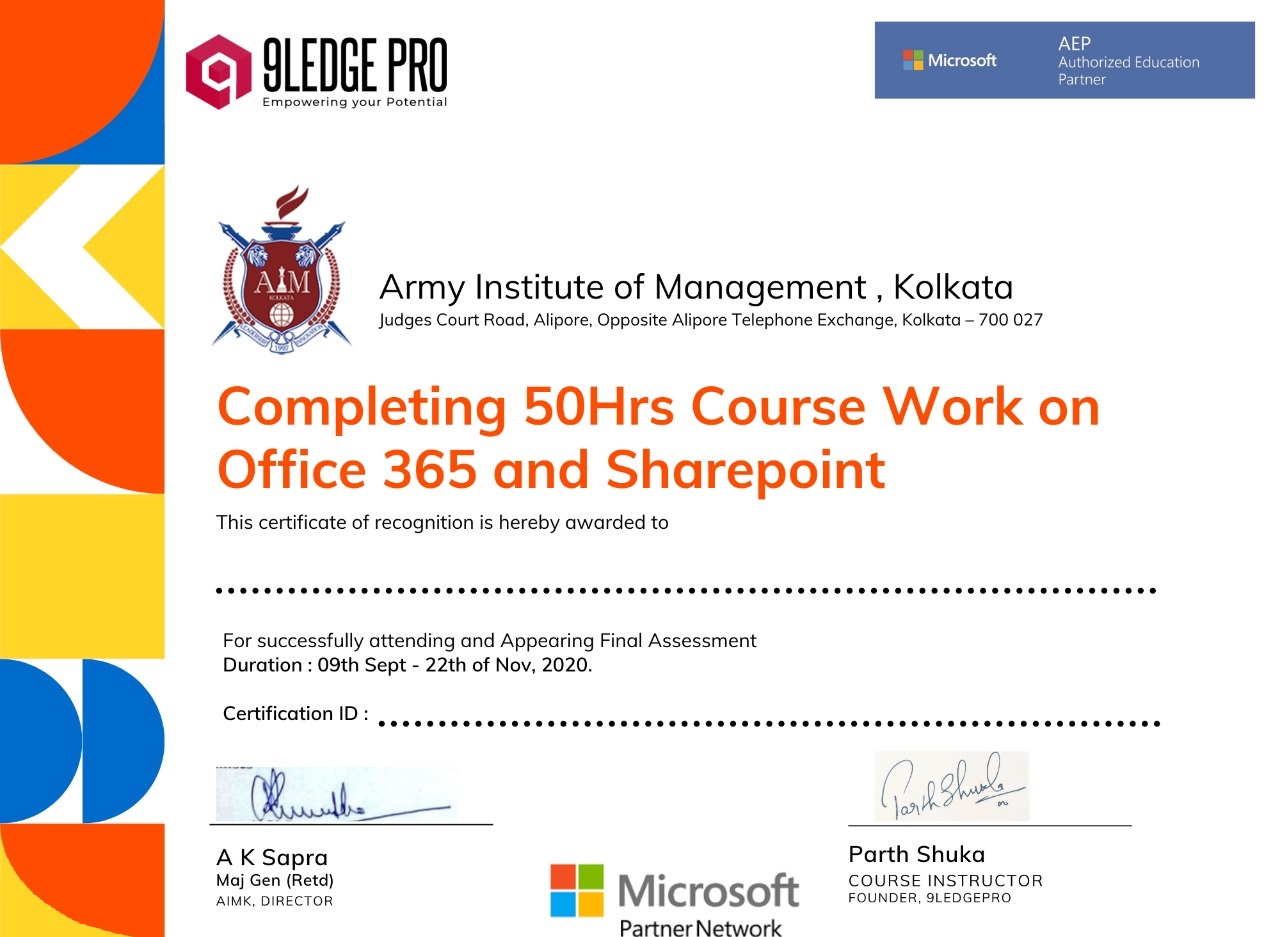 9LEDGE PRO
Empowering your Potential
Microsoft
AEP
Authorized Education
Partner
AIM
KOLKATA
LEADERSHIP 1997 INNOVATION
Army Institute of Management , Kolkata
Judges Court Road, Alipore, Opposite Alipore Telephone Exchange, Kolkata – 700 027
Completing 50Hrs Course Work on
Office 365 and Sharepoint
This certificate of recognition is hereby awarded to
For successfully attending and Appearing Final Assessment
Duration : 09th Sept - 22th of Nov, 2020.
Certification ID :
Parth Shukla
A K Sapra
Maj Gen (Retd)
AIMK, DIRECTOR
Parth Shuka
COURSE INSTRUCTOR
FOUNDER, 9LEDGEPRO
Microsoft
Partner Network